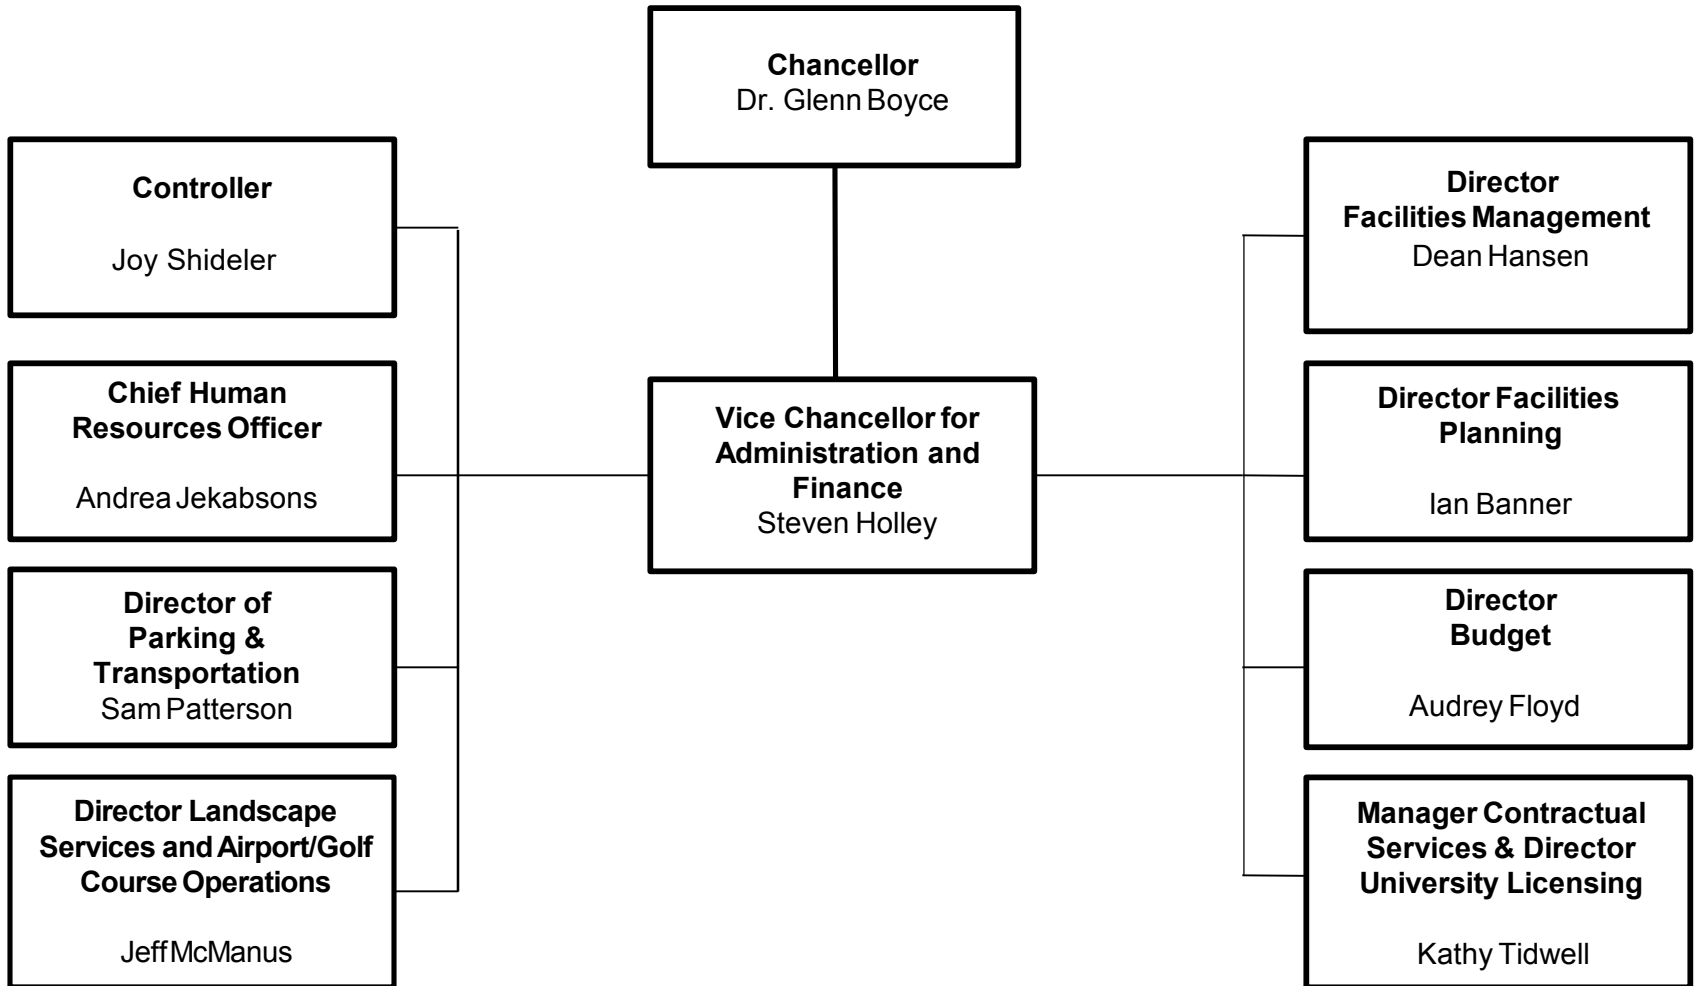 Chancellor
Dr. Glenn Boyce
Controller
Joy Shideler
Chief Human
Resources Officer
Andrea Jekabsons
Director of
Parking &
Transportation
Sam Patterson
Director Landscape
Services and Airport/Golf
Course Operations
Jeff McManus
Vice Chancellor for
Administration and
Finance
Steven Holley
Director
Facilities Management
Dean Hansen
Director Facilities
Planning
Ian Banner
Director
Budget
Audrey Floyd
Manager Contractual
Services & Director
University Licensing
Kathy Tidwell